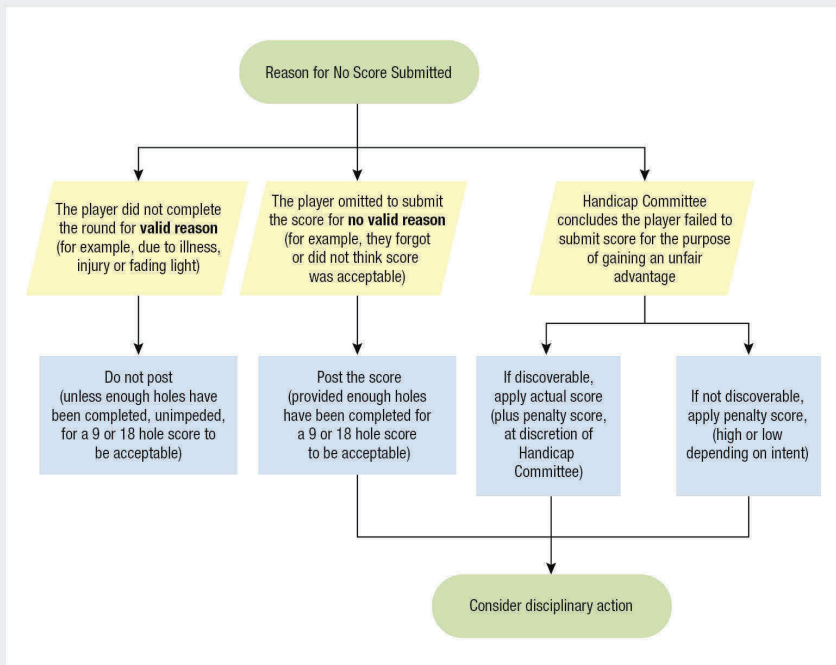 Reason for No Score Submitted
The player did not complete
the round for valid reason
(for example, due to illness,
injury or fading light)
The player omitted to submit
the score for no valid reason
(for example, they forgot
or did not think score
was acceptable)
Handicap Committee
concludes the player failed to
submit score for the purpose
of gaining an unfair
advantage
Do not post
(unless enough holes have
been completed, unimpeded,
for a 9 or 18 hole score to
be acceptable)
Post the score
(provided enough holes
have been completed for
a 9 or 18 hole score
to be acceptable)
If discoverable,
apply actual score
(plus penalty score,
at discretion of
Handicap
Committee)
If not discoverable,
apply penalty score,
(high or low
depending on intent)
Consider disciplinary action